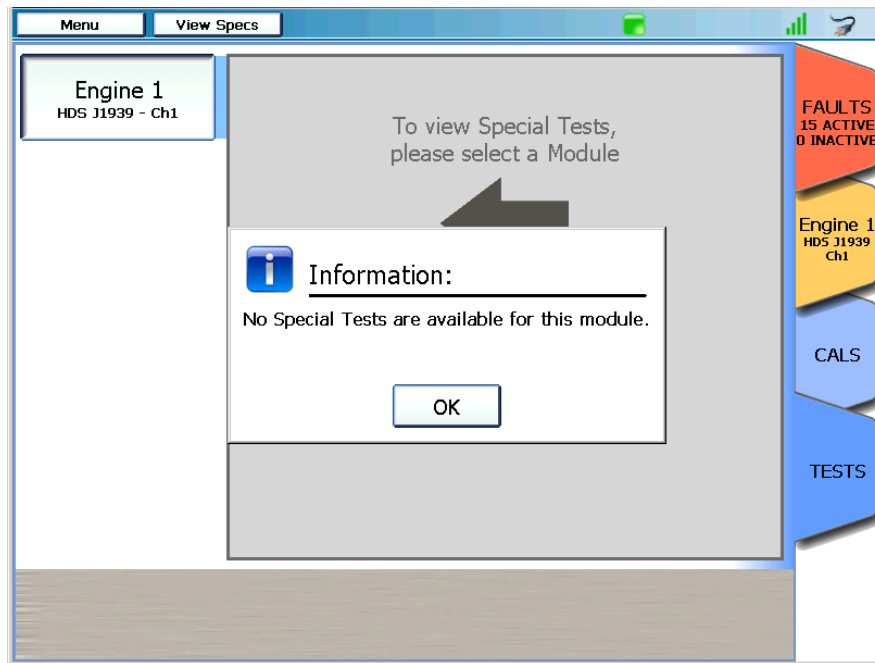 Menu
View Specs
Engine 1
HDS J1939 - Ch1
To view Special Tests,
please select a Module
Information:
No Special Tests are available for this module.
OK
FAULTS
15 ACTIVE
0 INACTIVE
Engine 1
HDS J1939
Ch1
CALS
TESTS